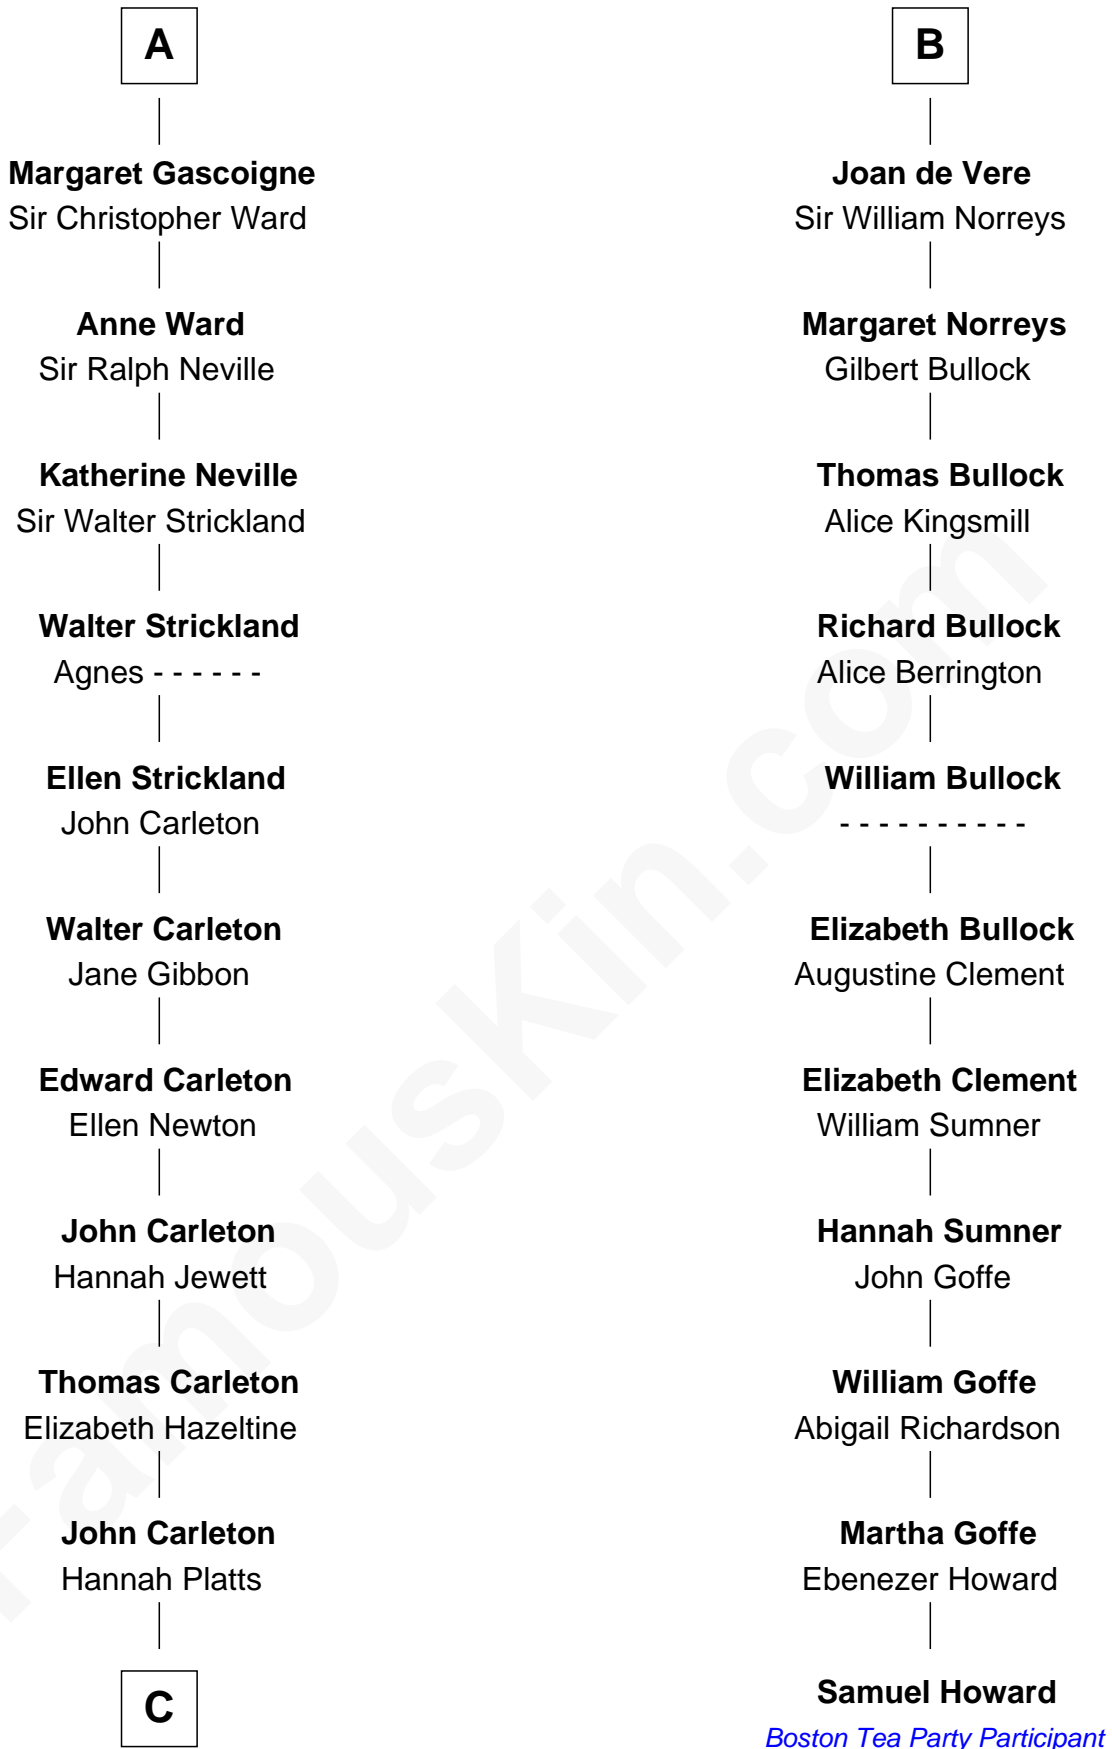 A
Margaret Gascoigne
Sir Christopher Ward
Anne Ward
Sir Ralph Neville
Katherine Neville
Sir Walter Strickland
Walter Strickland
Agnes - - - - - -
Ellen Strickland
John Carleton
Walter Carleton
Jane Gibbon
Edward Carleton
Ellen Newton
John Carleton
Hannah Jewett
Thomas Carleton
Elizabeth Hazeltine
John Carleton
Hannah Platts
C
B
Joan de Vere
Sir William Norreys
Margaret Norreys
Gilbert Bullock
Thomas Bullock
Alice Kingsmill
Richard Bullock
Alice Berrington
William Bullock
- - - - - - - - - -
Elizabeth Bullock
Augustine Clement
Elizabeth Clement
William Sumner
Hannah Sumner
John Goffe
William Goffe
Abigail Richardson
Martha Goffe
Ebenezer Howard
Samuel Howard
Boston Tea Party Participant
FamousKin.com